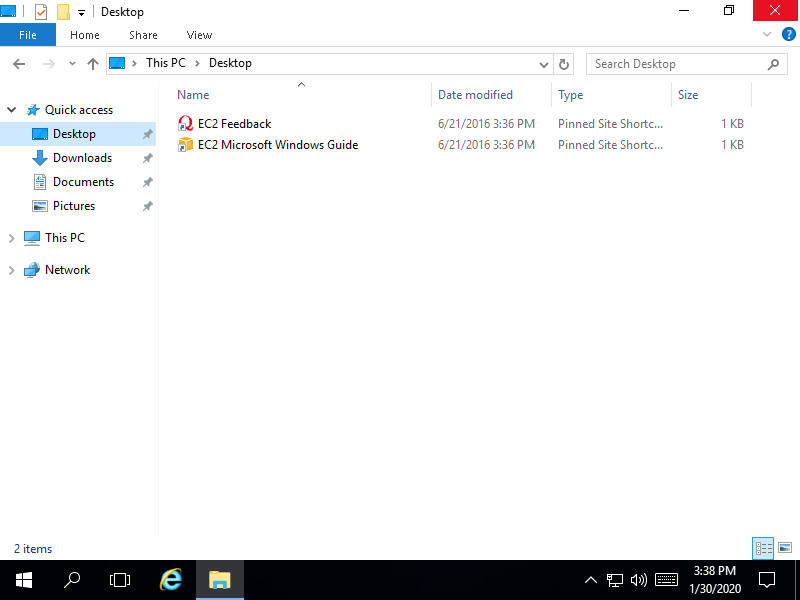 Desktop
File Home Share View
This PC Desktop Search Desktop
Name Date modified Type Size
Quick access
Desktop
Downloads
Documents
Pictures
This PC
Network
EC2 Feedback 6/21/2016 3:36 PM Pinned Site Shortc... 1 KB
EC2 Microsoft Windows Guide 6/21/2016 3:36 PM Pinned Site Shortc... 1 KB
2 items
3:38 PM
1/30/2020